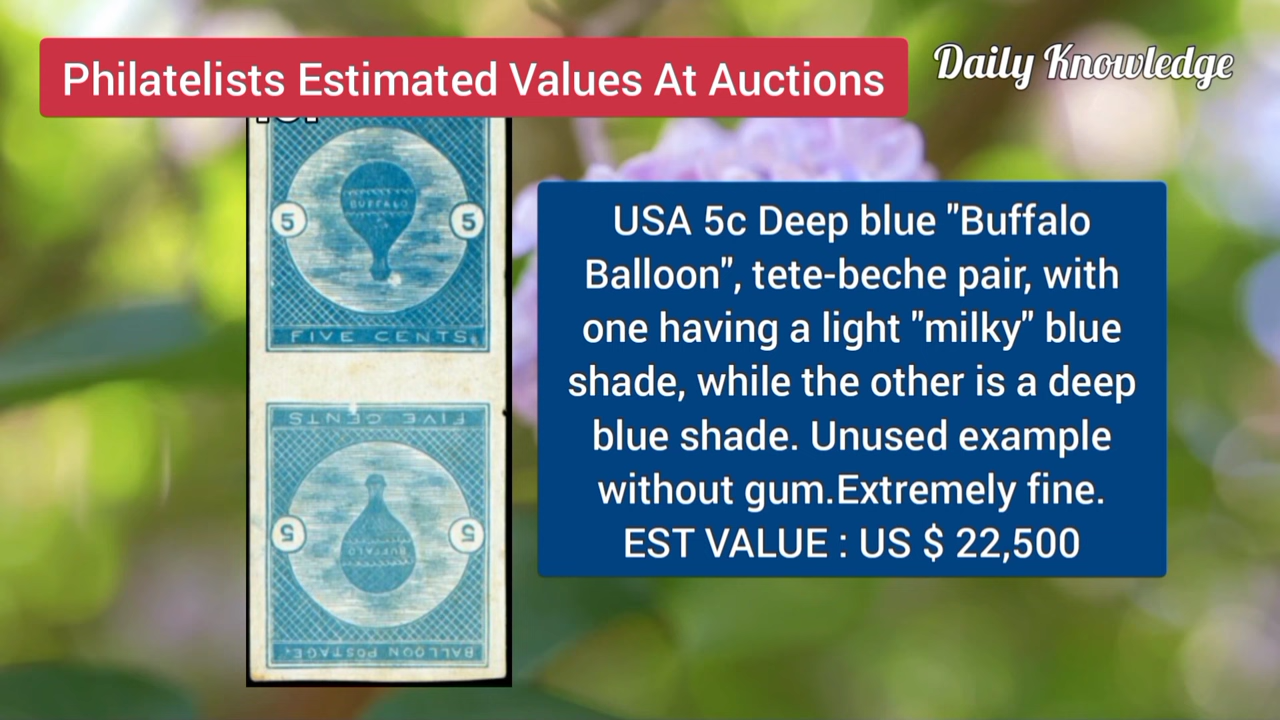 Philatelists Estimated Values At Auctions
Daily Knowledge
BUFFALO
5 5
FIVE CENTS.
USA 5c Deep blue "Buffalo
Balloon", tete-beche pair, with
one having a light "milky" blue
shade, while the other is a deep
blue shade. Unused example
without gum.Extremely fine.
EST VALUE : US $ 22,500
FIVE CENTS
5 5
BUFFALO
BALLOON POSTAGE.